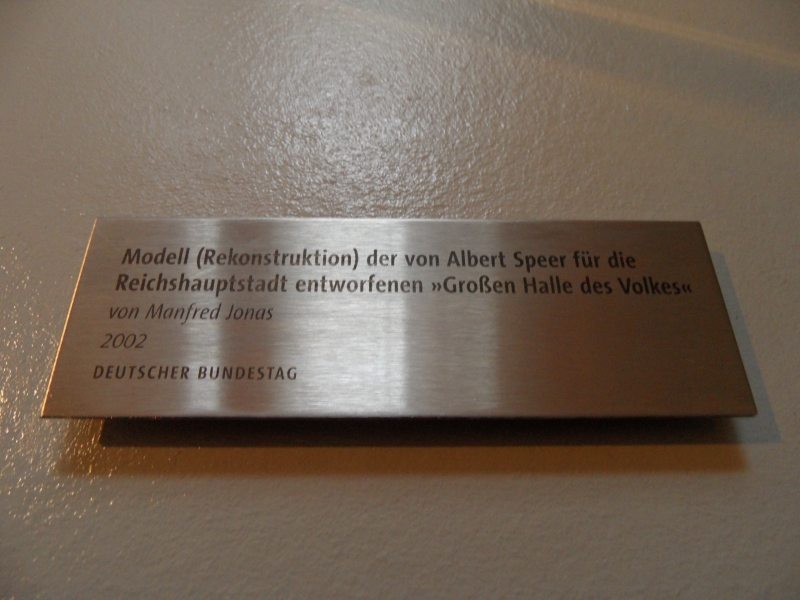 Modell (Rekonstruktion) der von Albert Speer für die
Reichshauptstadt entworfenen »Großen Halle des Volkes«
von Manfred Jonas
2002
DEUTSCHER BUNDESTAG